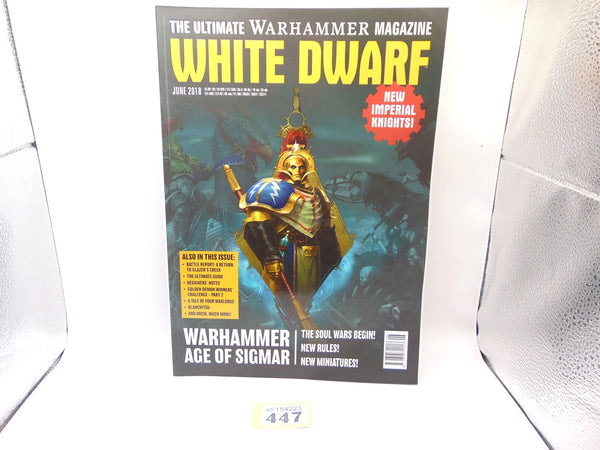 THE ULTIMATE WARHAMMER MAGAZINE
WHITE DWARF
JUNE 2018
NEW
IMPERIAL
KNIGHTS!
ALSO IN THIS ISSUE:
• BATTLE REPORT: A RETURN
TO GLAZER'S CREEK
• THE ULTIMATE GUIDE
• DESIGNERS' NOTES
• GOLDEN DEMON WINNERS'
CHALLENGE - PART 2
• A TALE OF FOUR WARLORDS
• BLANCHITSU
• AND MUCH, MUCH MORE!
WARHAMMER
AGE OF SIGMAR
THE SOUL WARS BEGIN!
NEW RULES!
NEW MINIATURES!
154223
447